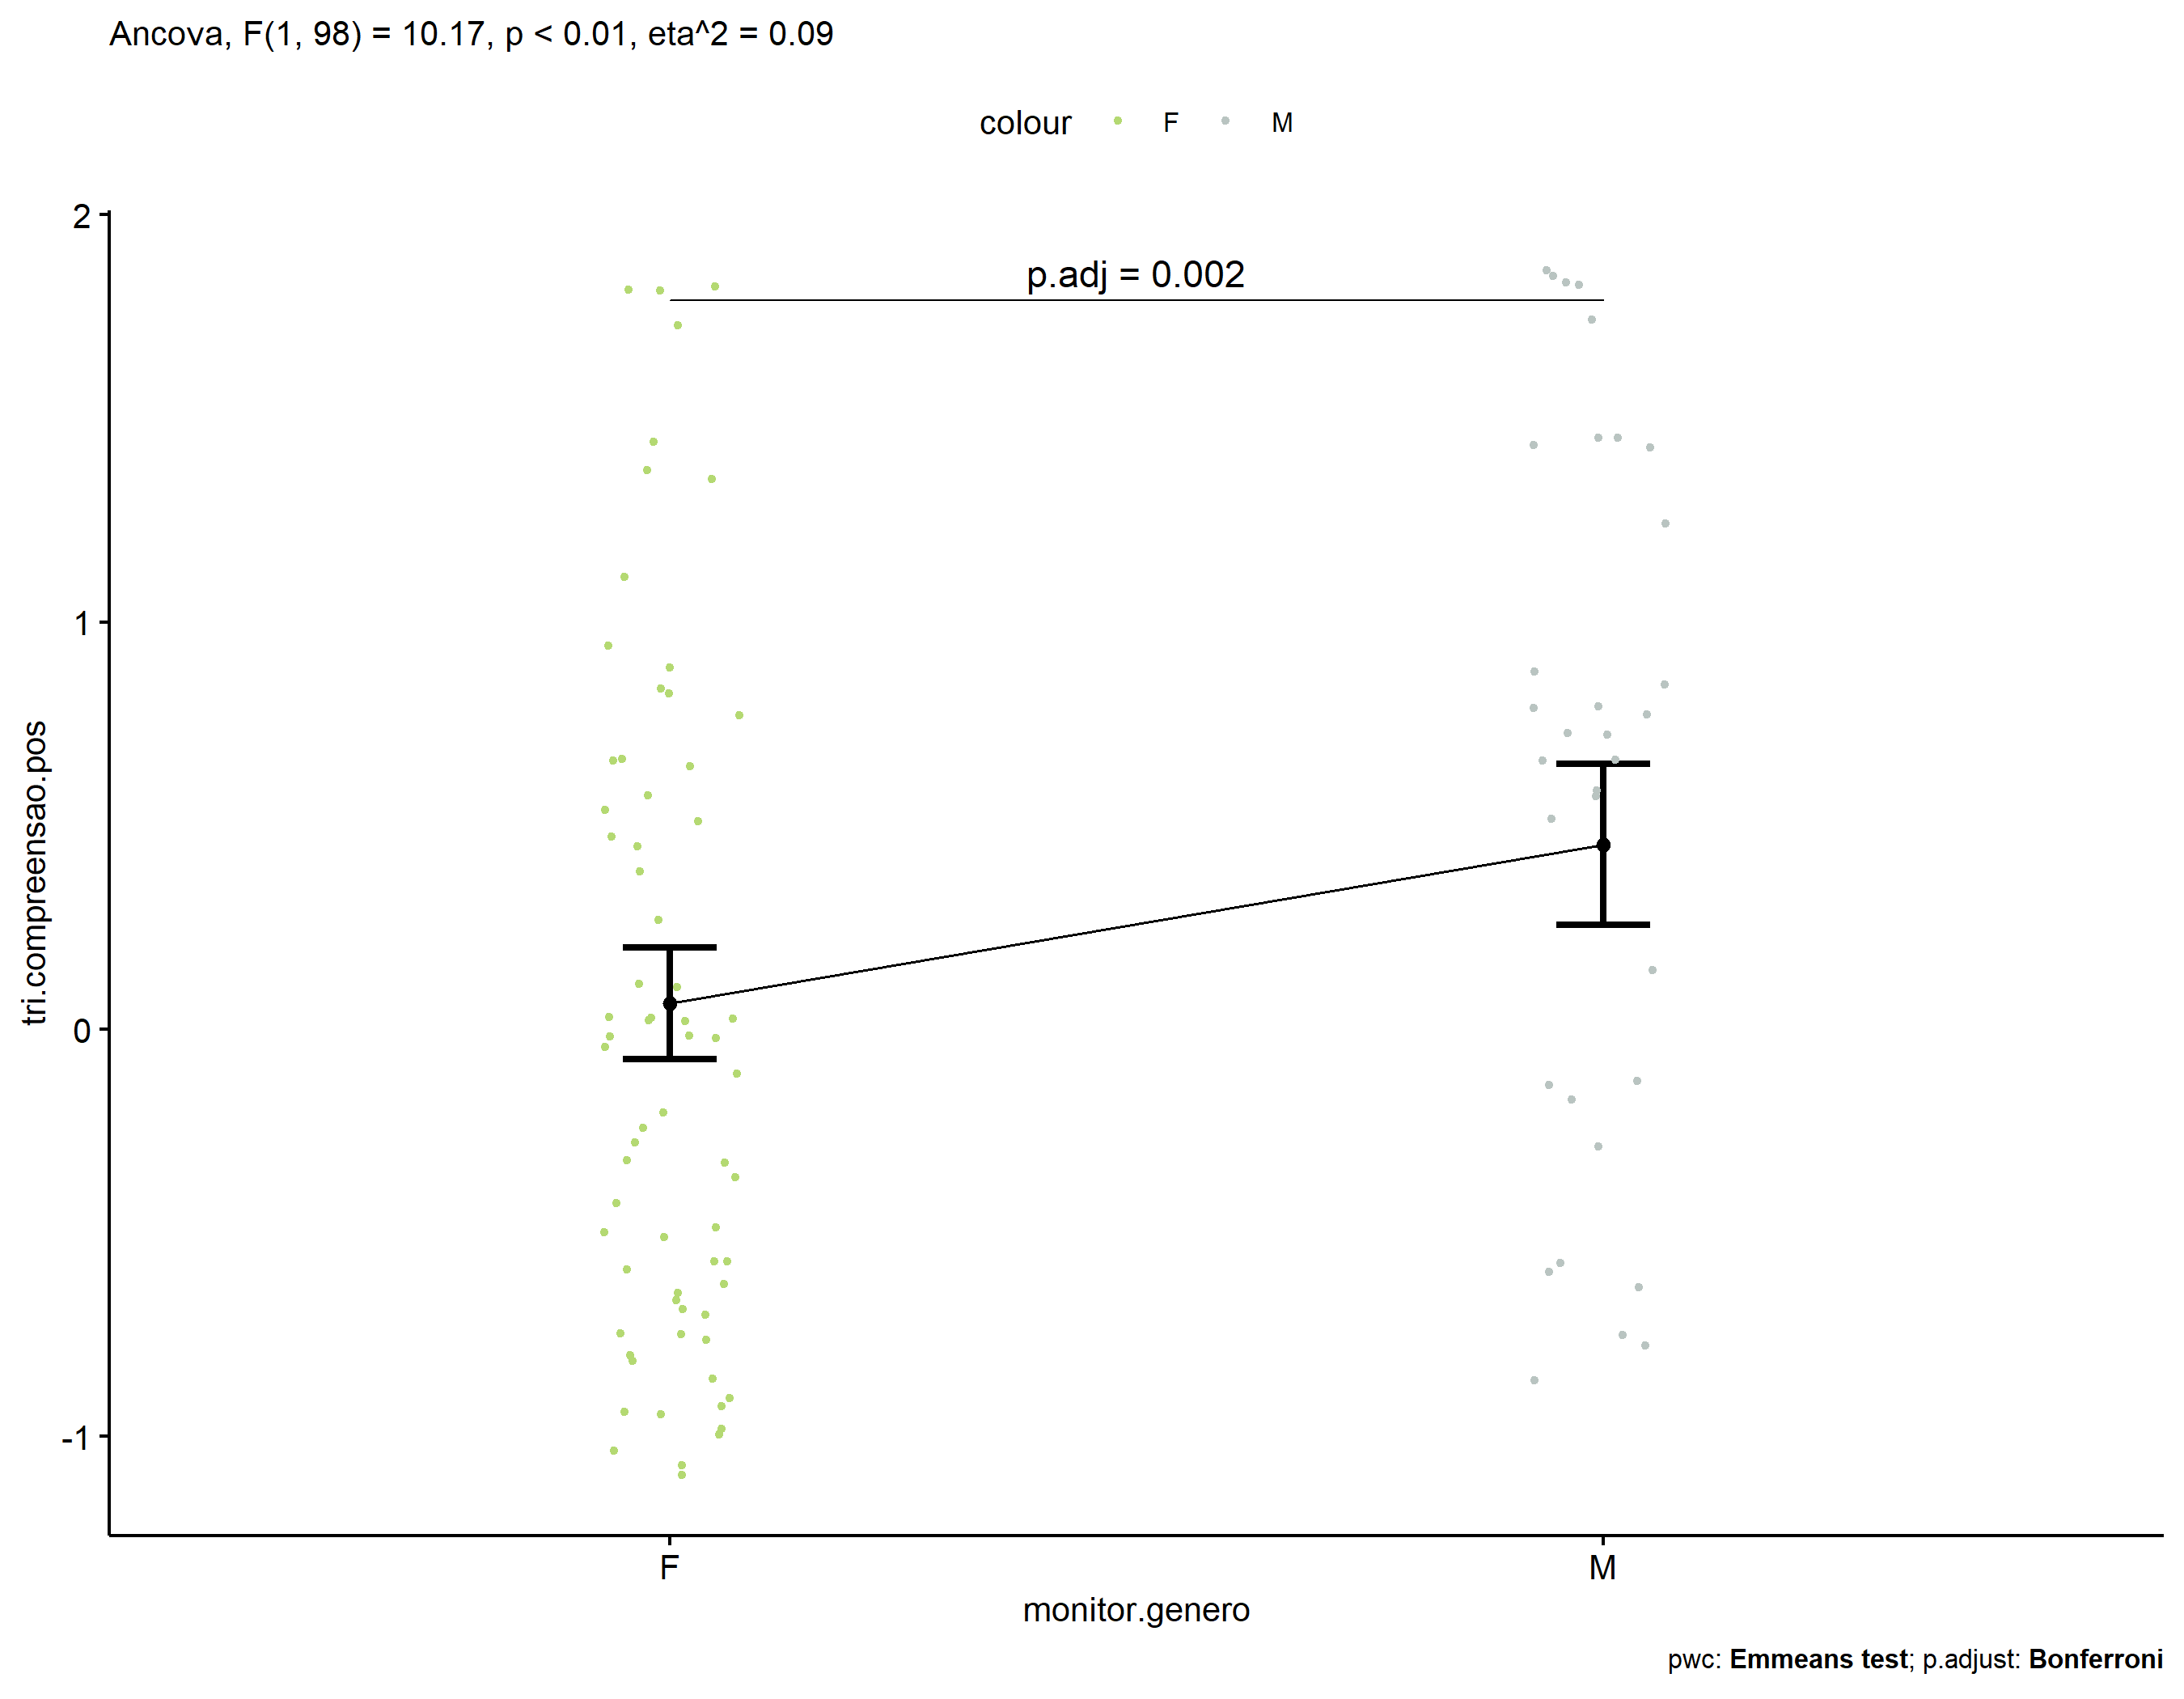 Ancova, F(1, 98) = 10.17, p < 0.01, eta^2 = 0.09
colour F M
2
p.adj = 0.002
1
tri.compreensao.pos
0
-1
F M
monitor.genero
pwc: Emmeans test; p.adjust: Bonferroni